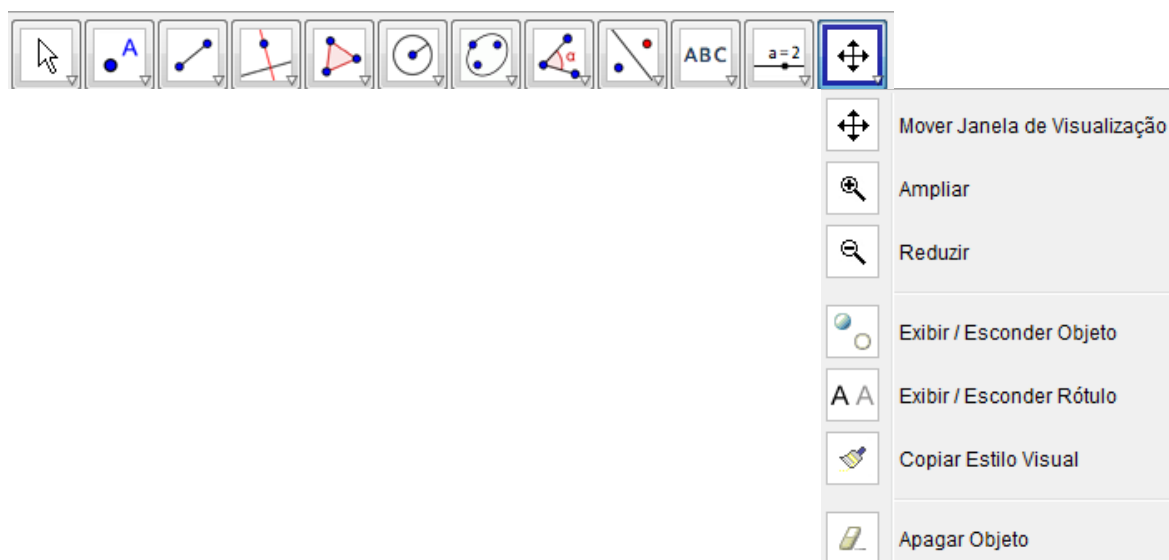 A
α
ABC
a=2
Mover Janela de Visualização
Ampliar
Reduzir
Exibir / Esconder Objeto
A A
Exibir / Esconder Rótulo
Copiar Estilo Visual
Apagar Objeto